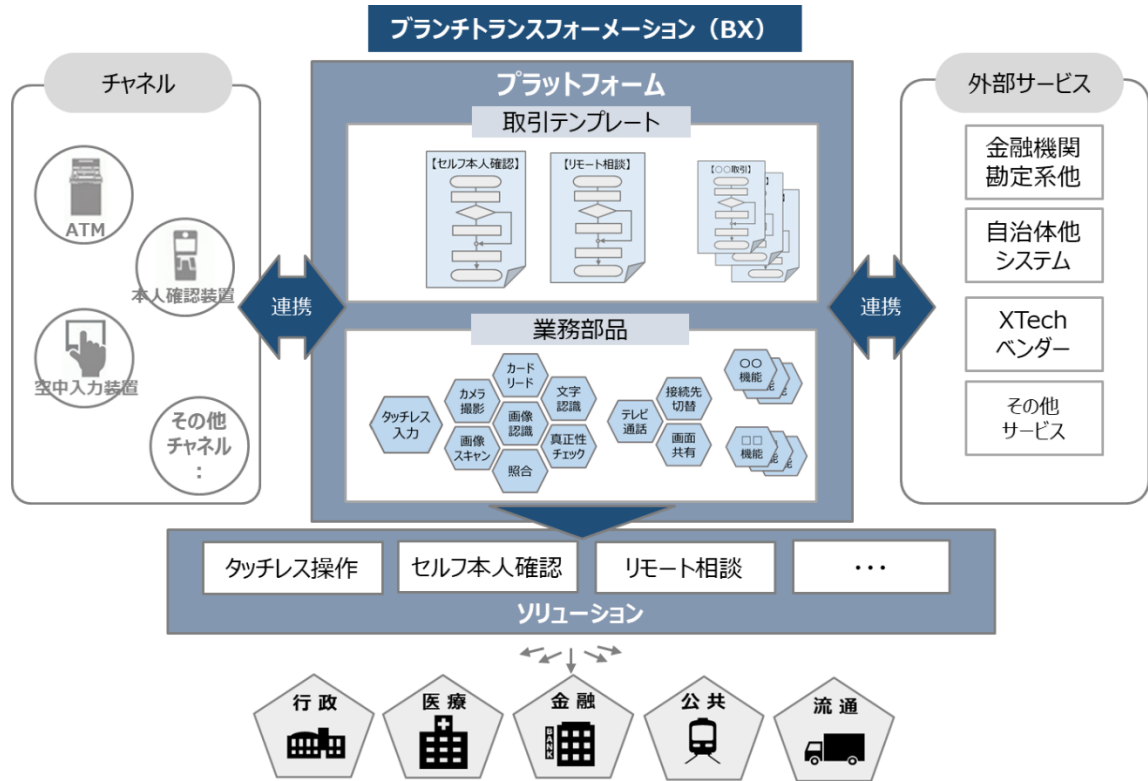 ブランチトランスフォーメーション（BX）
チャネル
ATM
本人確認装置
空中入力装置
その他
チャネル
：
連携
プラットフォーム
取引テンプレート
【セルフ本人確認】
【リモート相談】
【○○取引】
業務部品
タッチレス
入力
カメラ
撮影
画像
スキャン
カード
リード
画像
認識
照合
文字
認識
真正性
チェック
テレビ
通話
接続先
切替
画面
共有
○○
機能
□□
機能
連携
外部サービス
金融機関
勘定系他
自治体他
システム
XTech
ベンダー
その他
サービス
タッチレス操作
セルフ本人確認
リモート相談
・・・
ソリューション
行政
医療
金融
BANK
公共
流通